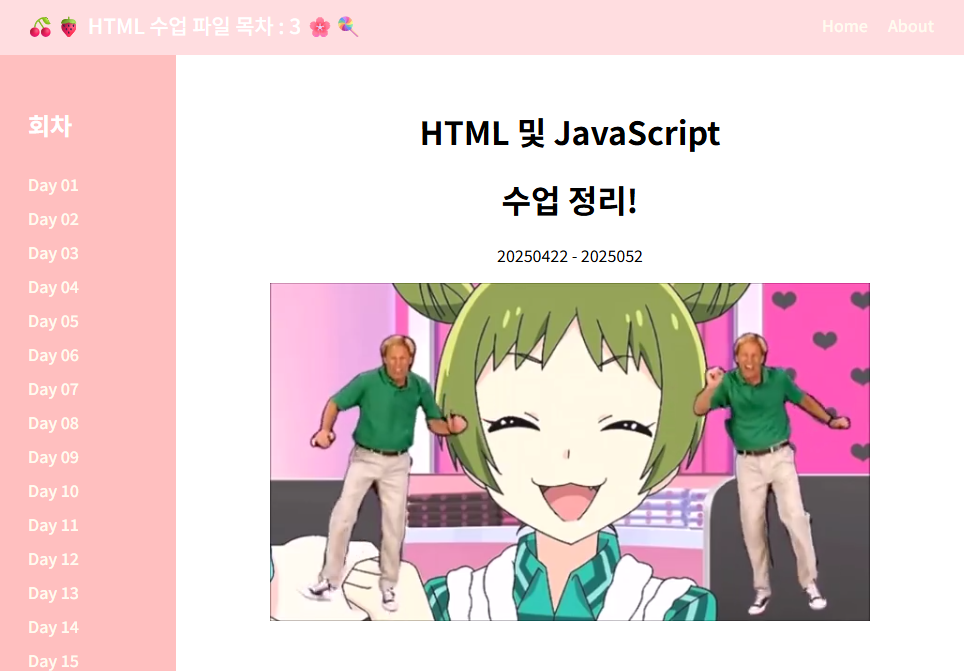 🍒🍓 HTML 수업 파일 목차 : 3 🌸🍭
Home
About
회차
Day 01
Day 02
Day 03
Day 04
Day 05
Day 06
Day 07
Day 08
Day 09
Day 10
Day 11
Day 12
Day 13
Day 14
Day 15
HTML 및 JavaScript
수업 정리!
20250422 - 2025052